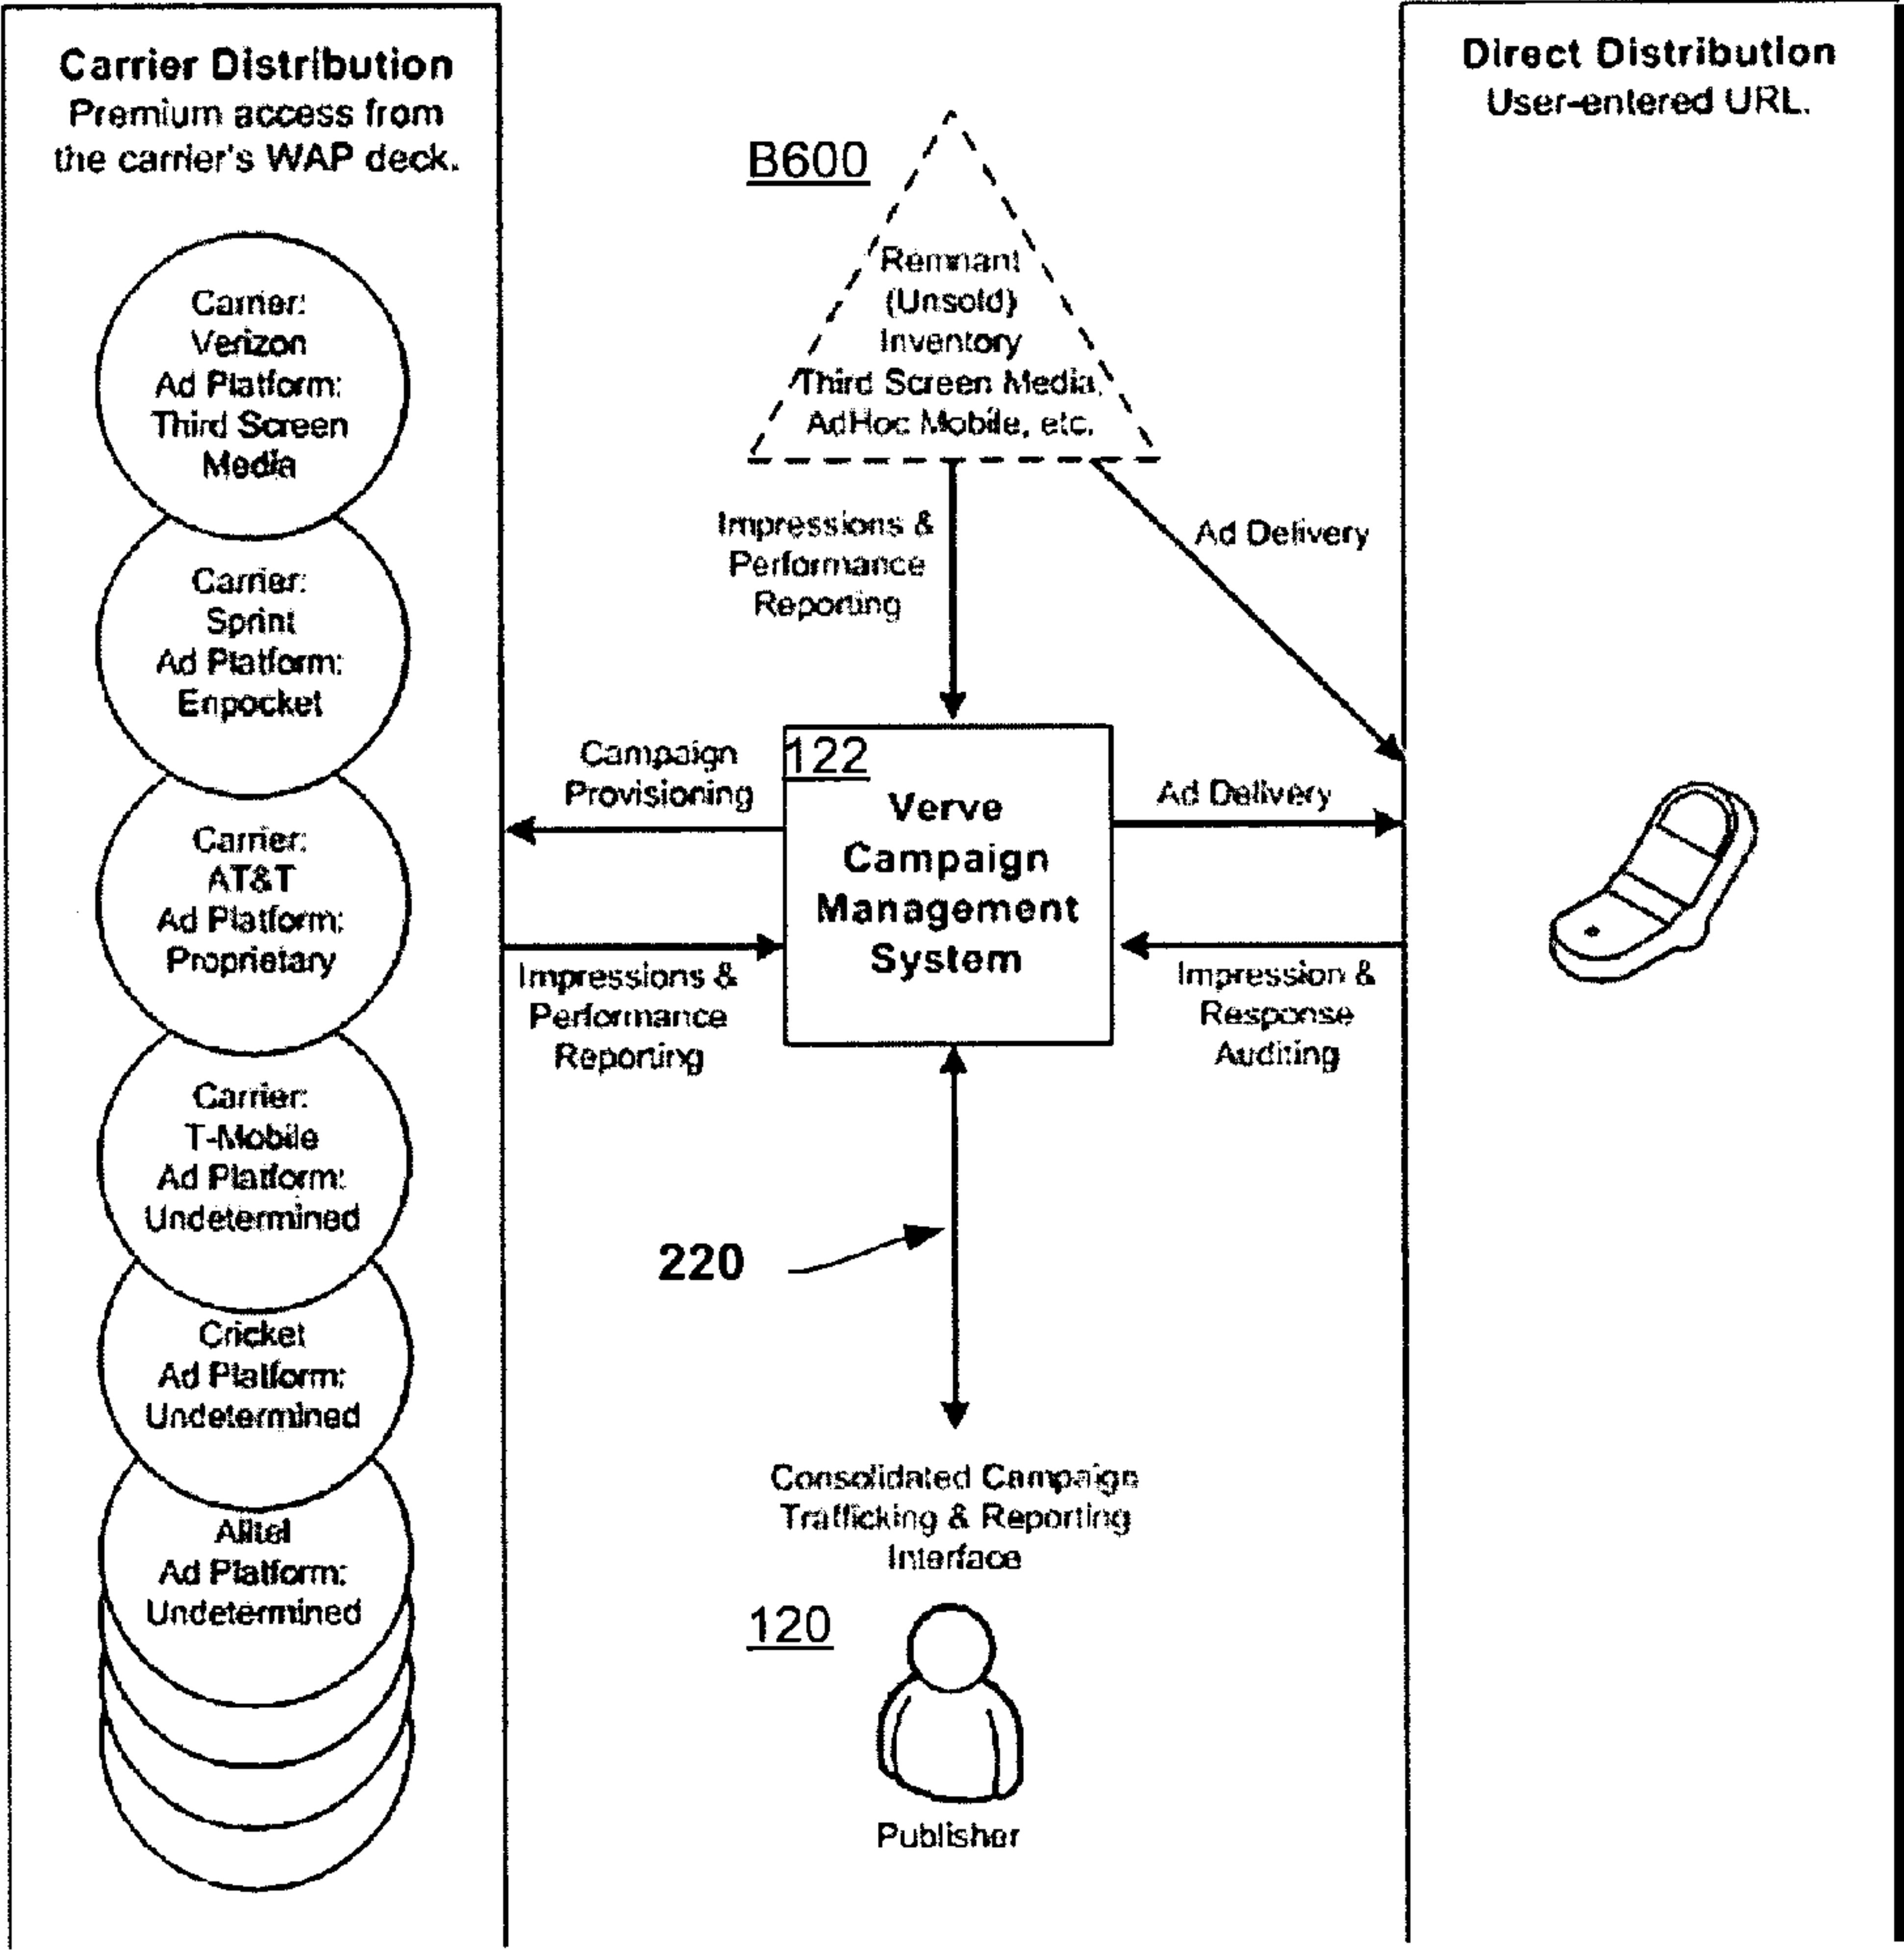 Carrier Distribution
Premium access from
the carrier's WAP deck.
Carrier:
Verizon
Ad Platform:
Third Screen
Media
Carrier:
Sprint
Ad Platform:
Enpocket
Carrier:
AT&T
Ad Platform:
Proprietary
Carrier:
T-Mobile
Ad Platform:
Undetermined
Cricket
Ad Platform:
Undetermined
Alltel
Ad Platform:
Undetermined
B600
Remnant
(Unsold)
Inventory
Third Screen Media,
AdHoc Mobile, etc.
Impressions &
Performance
Reporting
Ad Delivery
Campaign
Provisioning
122
Verve
Campaign
Management
System
Ad Delivery
Impressions &
Performance
Reporting
Impression &
Response
Auditing
220
Consolidated Campaign
Trafficking & Reporting
Interface
120
Publisher
Direct Distribution
User-entered URL.